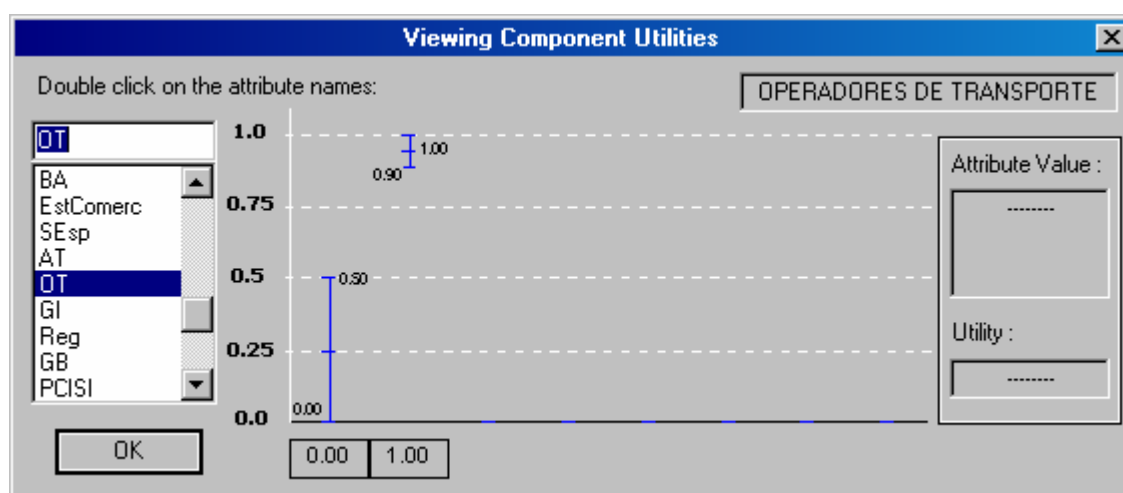 Viewing Component Utilities
Double click on the attribute names:
OPERADORES DE TRANSPORTE
OT
BA
EstComerc
SEsp
AT
OT
GI
Reg
GB
PCISI
OK
1.0
0.75
0.5
0.25
0.0
1.00
0.90
0.50
0.00
0.00 1.00
Attribute Value :
--------
Utility :
--------